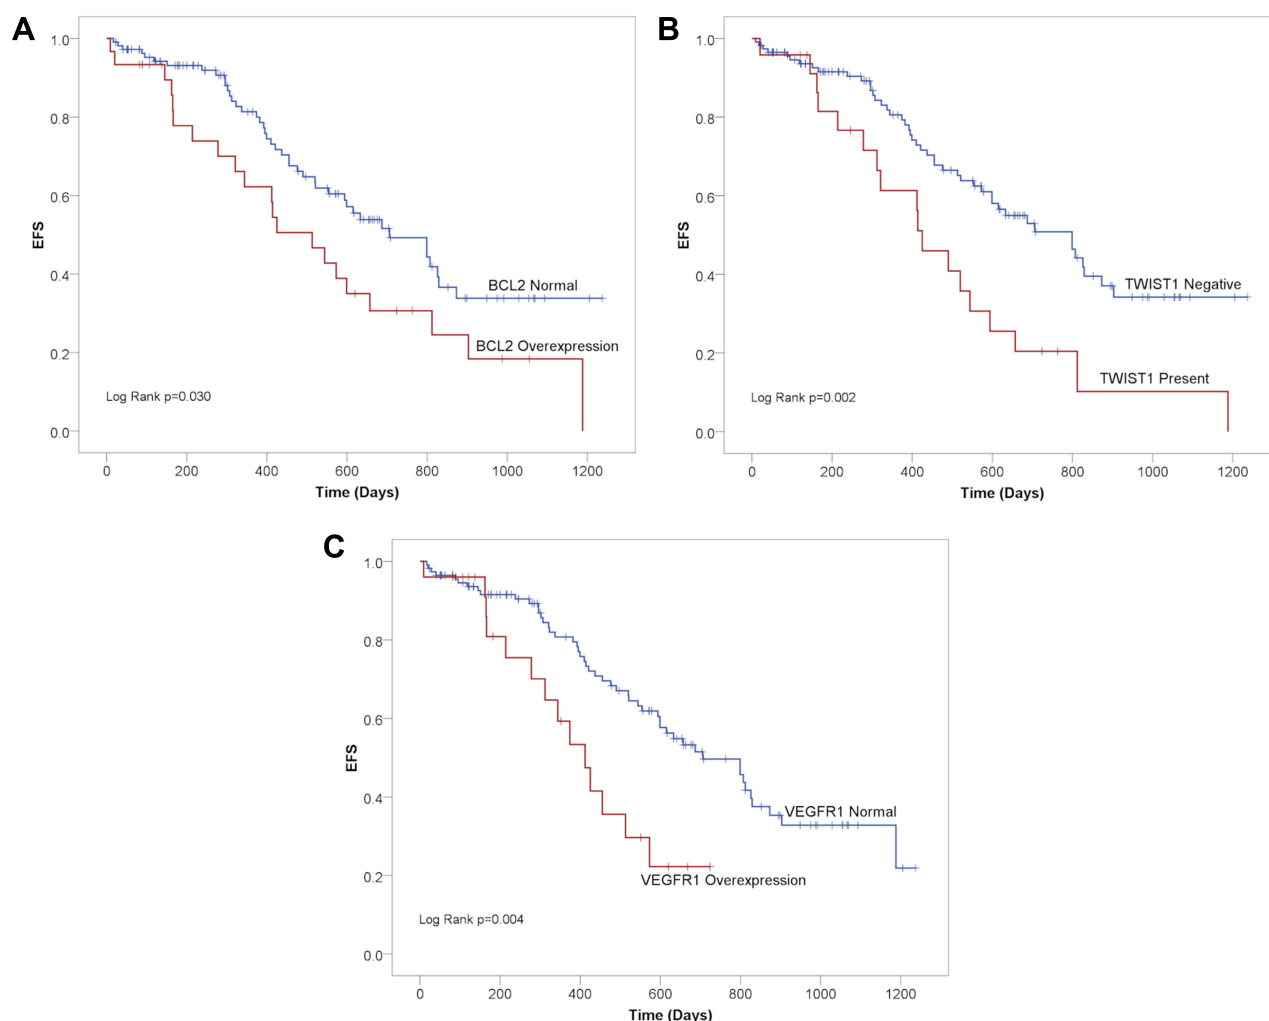 A
1.0
0.8
0.6
0.4
0.2
0.0
EFS
BCL2 Normal
BCL2 Overexpression
Log Rank p=0.030
0 200 400 600 800 1000 1200
Time (Days)
B
1.0
0.8
0.6
0.4
0.2
0.0
EFS
TWIST1 Negative
TWIST1 Present
Log Rank p=0.002
0 200 400 600 800 1000 1200
Time (Days)
C
1.0
0.8
0.6
0.4
0.2
0.0
EFS
VEGFR1 Normal
VEGFR1 Overexpression
Log Rank p=0.004
0 200 400 600 800 1000 1200
Time (Days)